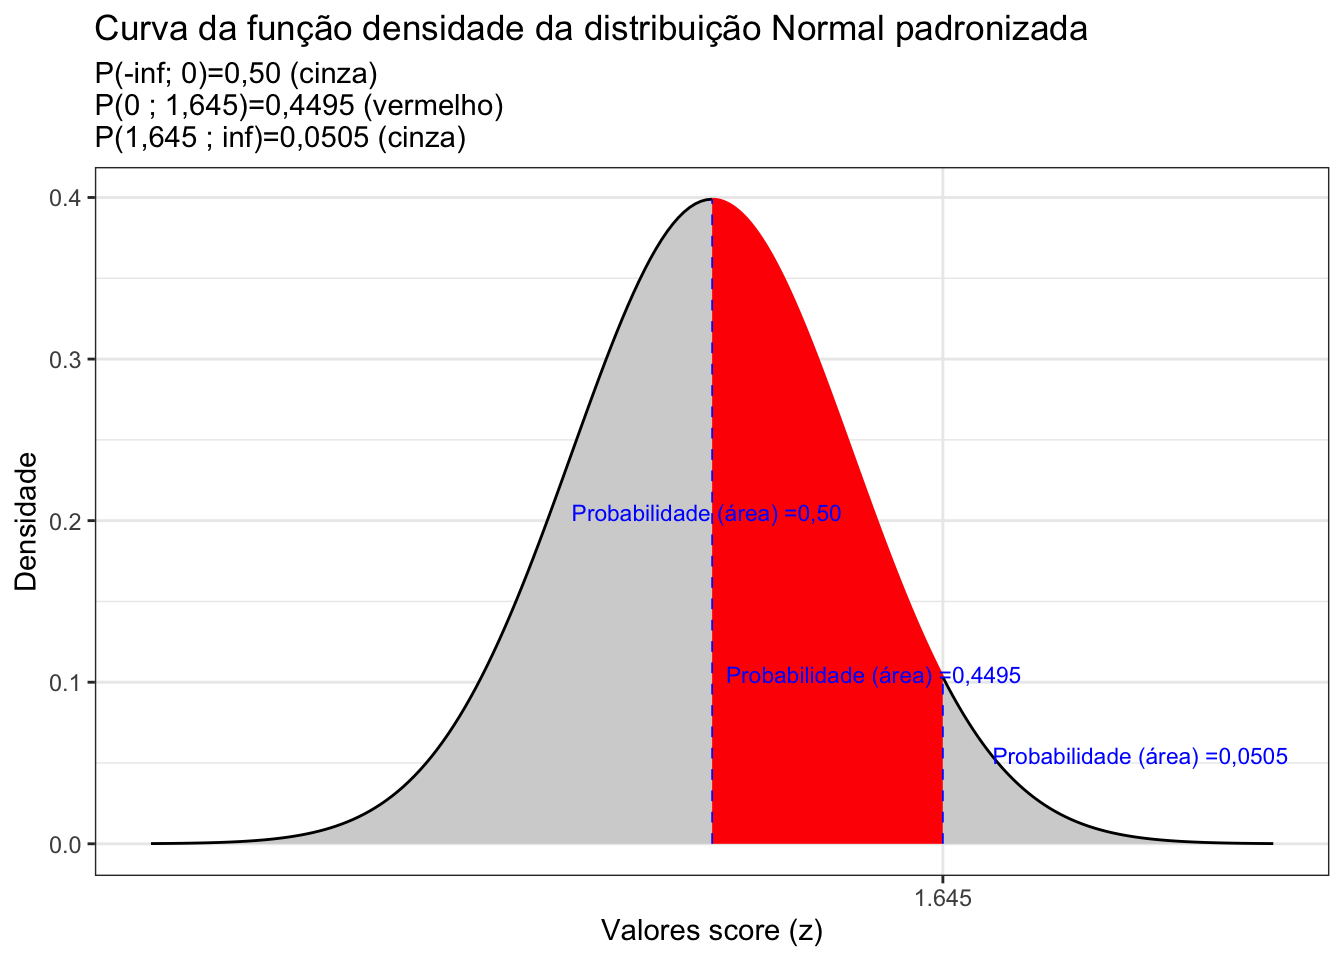 Curva da função densidade da distribuição Normal padronizada
P(-inf; 0)=0,50 (cinza)
P(0 ; 1,645)=0,4495 (vermelho)
P(1,645 ; inf)=0,0505 (cinza)
0.4
0.3
Densidade
0.2
Probabilidade (área) =0,50
0.1
Probabilidade (área) =0,4495
Probabilidade (área) =0,0505
0.0
1.645
Valores score (z)